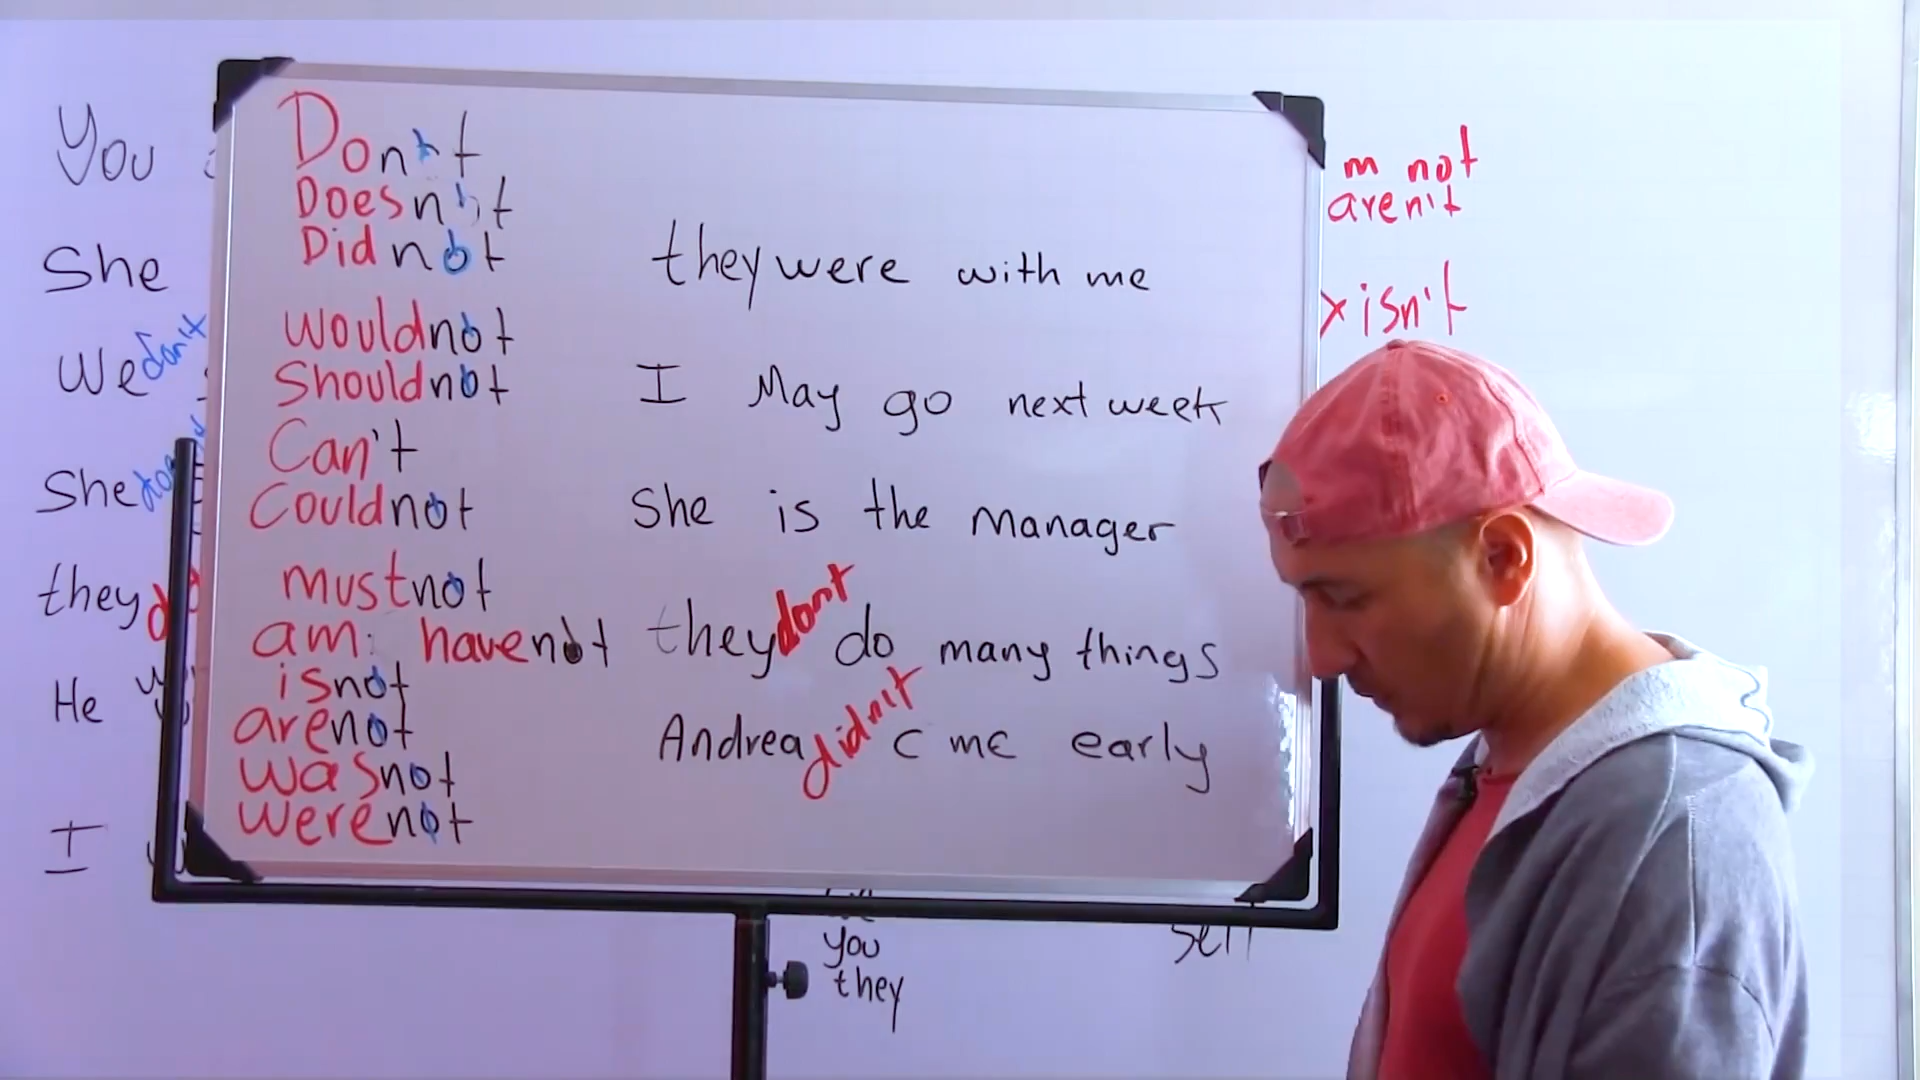 Don't
Doesn't
Did not
would not
Should not
Can't
Could not
must not
am have not
is not
are not
was not
were not
they were with me
I May go next week
She is the manager
they dont do many things
Andrea didn't c me early
You
She
We don't
She
they
He
I
m not
aren't
isn't
you
they
sell